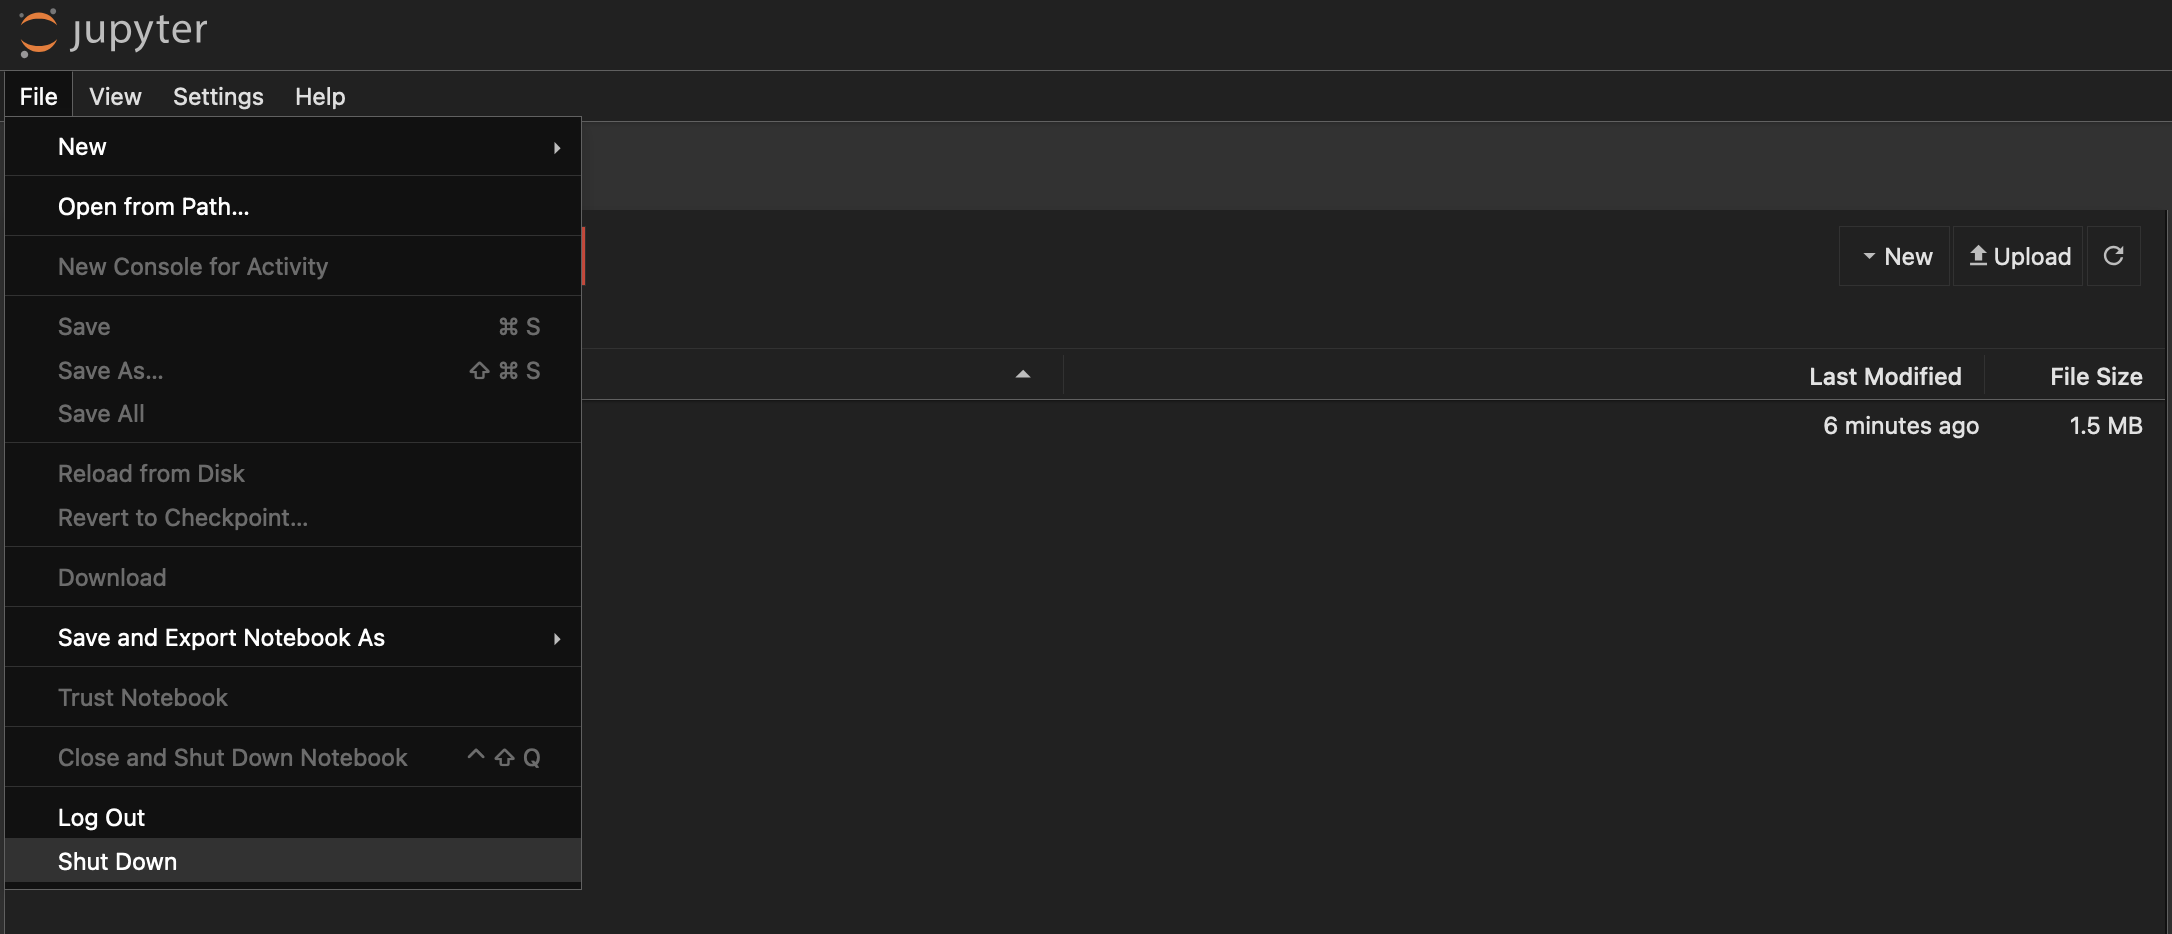 jupyter
File View Settings Help
New
Open from Path...
New Console for Activity
Save ⌘ S
Save As... ⇧ ⌘ S
Save All
Reload from Disk
Revert to Checkpoint...
Download
Save and Export Notebook As
Trust Notebook
Close and Shut Down Notebook ^ ⇧ Q
Log Out
Shut Down
New Upload
Last Modified File Size
6 minutes ago 1.5 MB